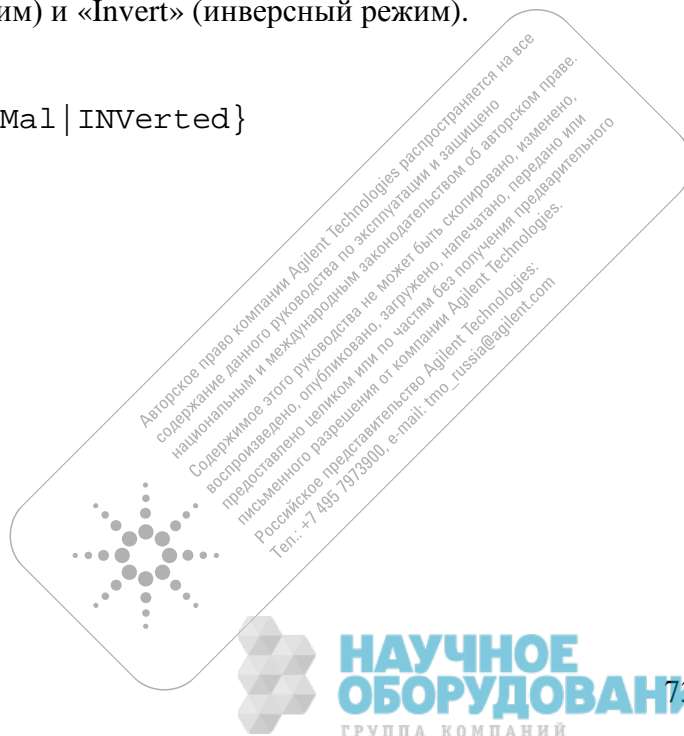 им) и «Invert» (инверсный режим).
Mal|INVerted}
Авторское право компании Agilent Technologies распространяется на все
содержание данного руководства по эксплуатации и защищено
национальным и международным законодательством об авторском праве.
Содержимое этого руководства не может быть скопировано, изменено,
воспроизведено, опубликовано, загружено, напечатано, передано или
предоставлено целиком или по частям без получения предварительного
письменного разрешения от компании Agilent Technologies.
Российское представительство Agilent Technologies:
Тел.: +7 495 7973900, e-mail: tmo_russia@agilent.com
НАУЧНОЕ
ОБОРУДОВАНИ
ГРУППА КОМПАНИЙ